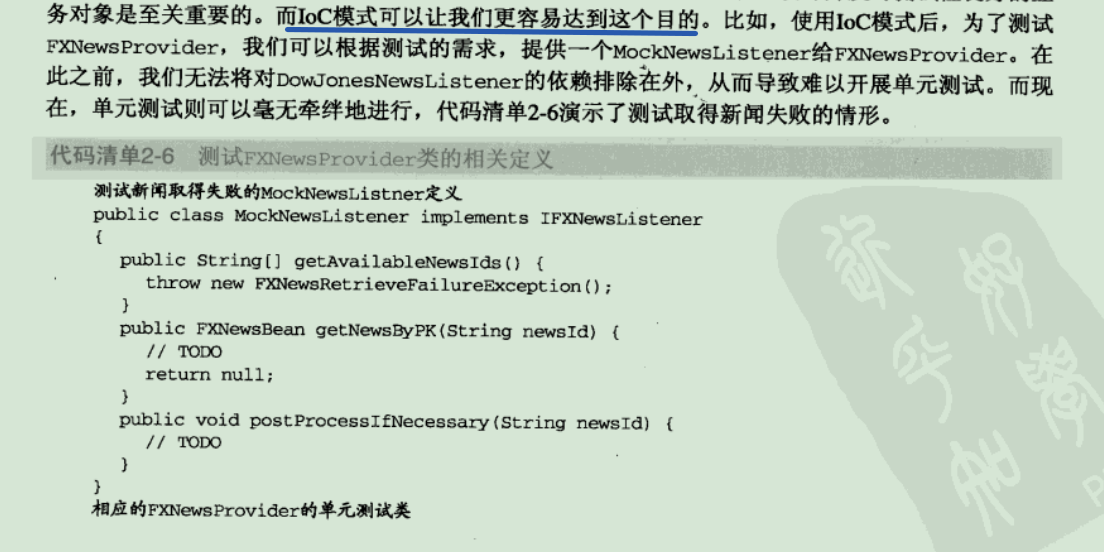 务对象是至关重要的。而IoC模式可以让我们更容易达到这个目的。比如，使用IoC模式后，为了测试
FXNewsProvider，我们可以根据测试的需求，提供一个MockNewsListener给FXNewsProvider。在
此之前，我们无法将对DowJonesNewsListener的依赖排除在外，从而导致难以开展单元测试。而现
在，单元测试则可以毫无牵绊地进行，代码清单2-6演示了测试取得新闻失败的情形。
代码清单2-6 测试FXNewsProvider类的相关定义
测试新闻取得失败的MockNewsListner定义
public class MockNewsListener implements IFXNewsListener
{
public String[] getAvailableNewsIds() {
throw new FXNewsRetrieveFailureException();
}
public FXNewsBean getNewsByPK(String newsId) {
// TODO
return null;
}
public void postProcessIfNecessary(String newsId) {
// TODO
}
}
相应的FXNewsProvider的单元测试类